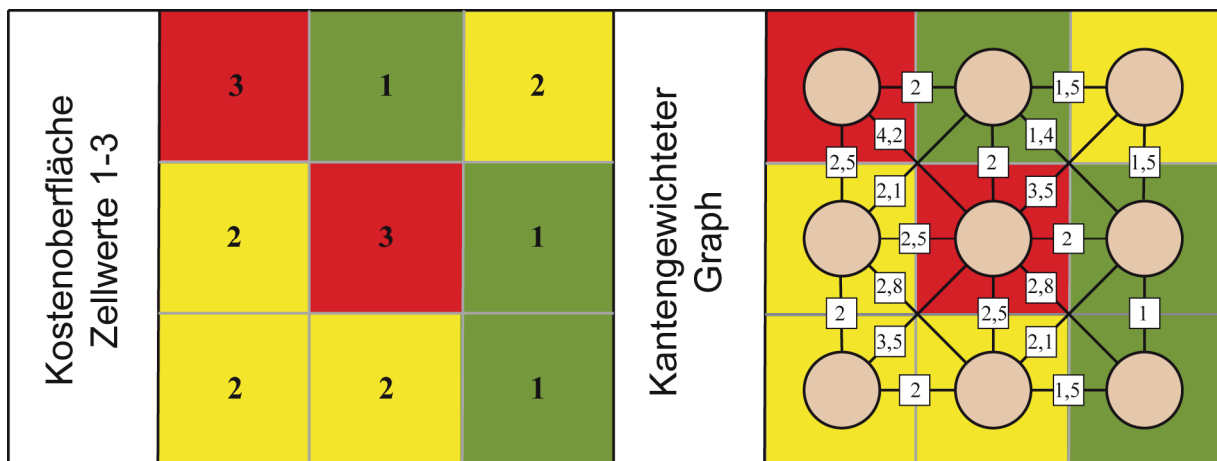 Kostenoberfläche
Zellwerte 1-3
3 1 2
2 3 1
2 2 1
Kantengewichteter
Graph
2 1,5
4,2 1,4
2,5 2 1,5
2,1 3,5
2,5 2
2,8 2,8
2 2,5 1
3,5 2,1
2 1,5